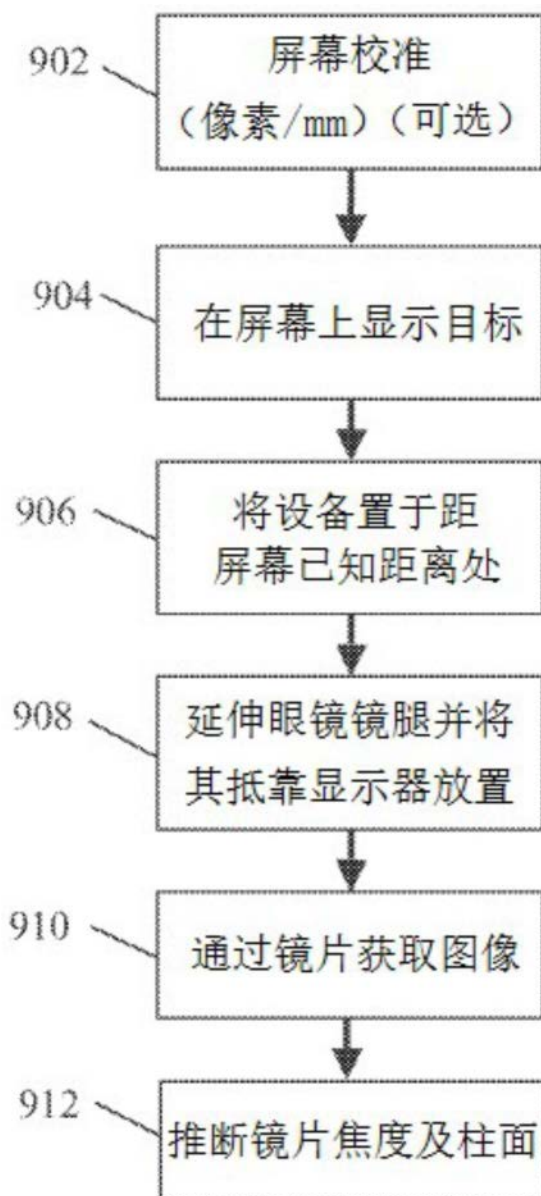 902
屏幕校准
（像素/mm）（可选）
904
在屏幕上显示目标
906
将设备置于距
屏幕已知距离处
908
延伸眼镜镜腿并将
其抵靠显示器放置
910
通过镜片获取图像
912
推断镜片焦度及柱面